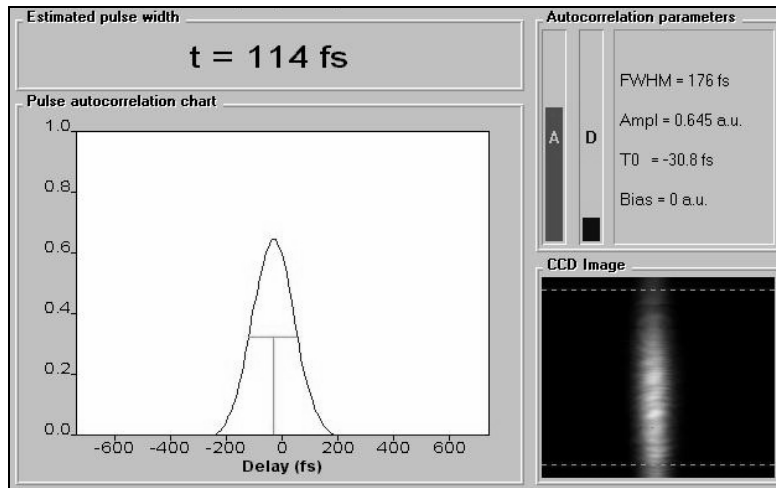 Estimated pulse width
t = 114 fs
Pulse autocorrelation chart
1.0
0.8
0.6
0.4
0.2
0.0
-600 -400 -200 0 200 400 600
Delay (fs)
Autocorrelation parameters
A D
FWHM = 176 fs
Ampl = 0.645 a.u.
T0 = -30.8 fs
Bias = 0 a.u.
CCD Image